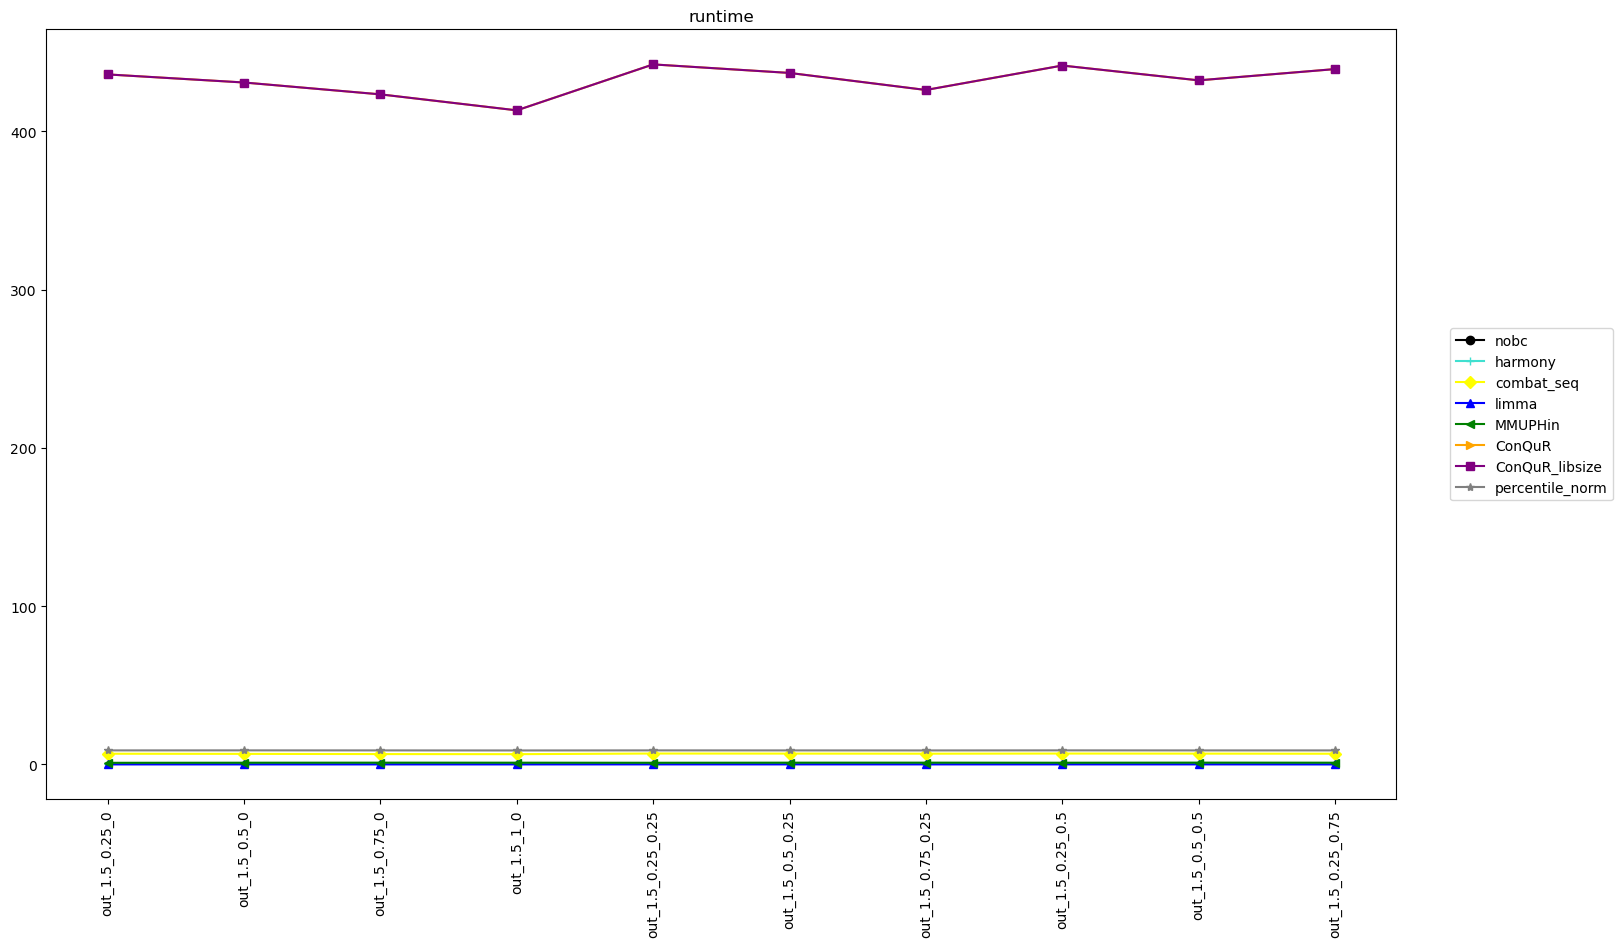 runtime
400
300
200
100
0
out_1.5_0.25_0
out_1.5_0.5_0
out_1.5_0.75_0
out_1.5_1_0
out_1.5_0.25_0.25
out_1.5_0.5_0.25
out_1.5_0.75_0.25
out_1.5_0.25_0.5
out_1.5_0.5_0.5
out_1.5_0.25_0.75
nobc
harmony
combat_seq
limma
MMUPHin
ConQuR
ConQuR_libsize
percentile_norm